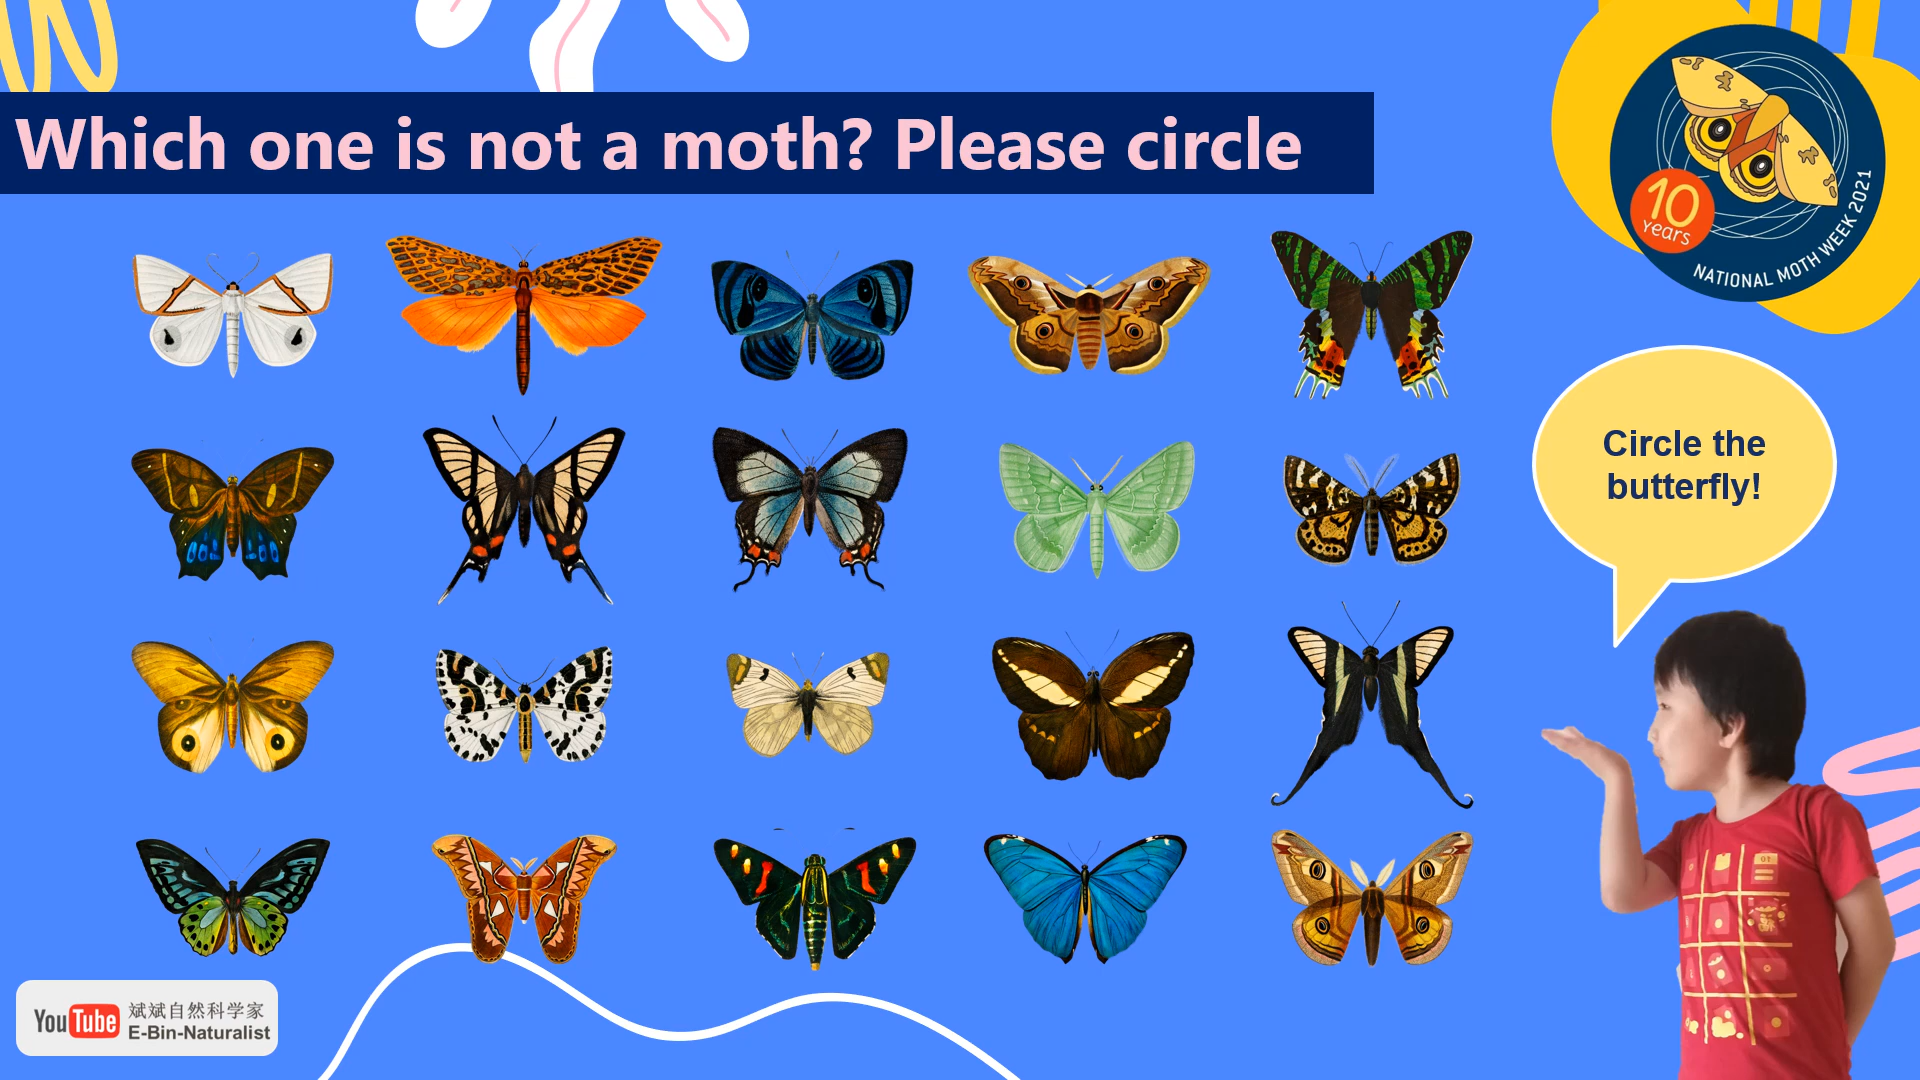 Which one is not a moth? Please circle
10
years
NATIONAL MOTH WEEK 2021
Circle the
butterfly!
YouTube
斌斌自然科学家
E-Bin-Naturalist